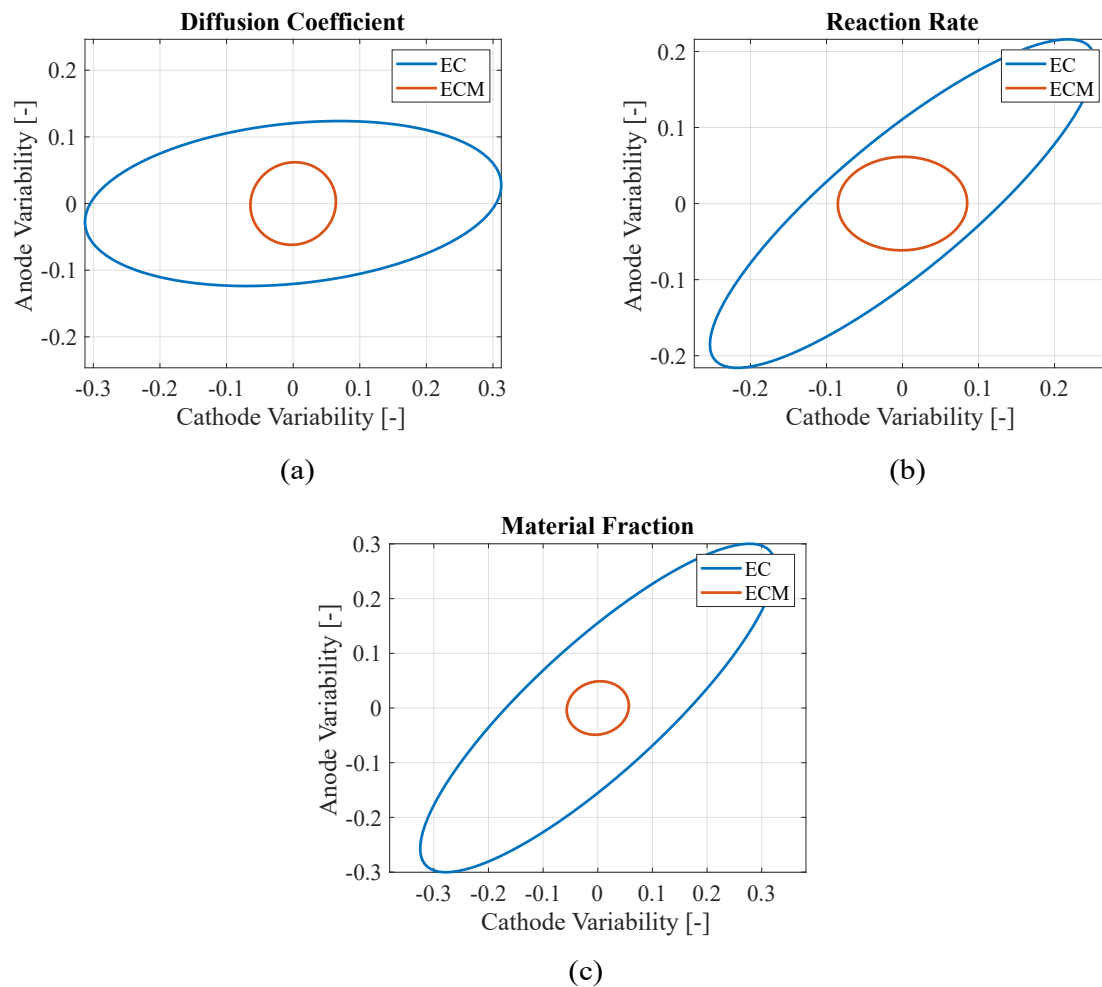 Diffusion Coefficient
EC
ECM
0.2
0.1
0
-0.1
-0.2
Anode Variability [-]
-0.3 -0.2 -0.1 0 0.1 0.2 0.3
Cathode Variability [-]
(a)
Reaction Rate
EC
ECM
0.2
0.1
0
-0.1
-0.2
Anode Variability [-]
-0.2 -0.1 0 0.1 0.2
Cathode Variability [-]
(b)
Material Fraction
EC
ECM
0.3
0.2
0.1
0
-0.1
-0.2
-0.3
Anode Variability [-]
-0.3 -0.2 -0.1 0 0.1 0.2 0.3
Cathode Variability [-]
(c)